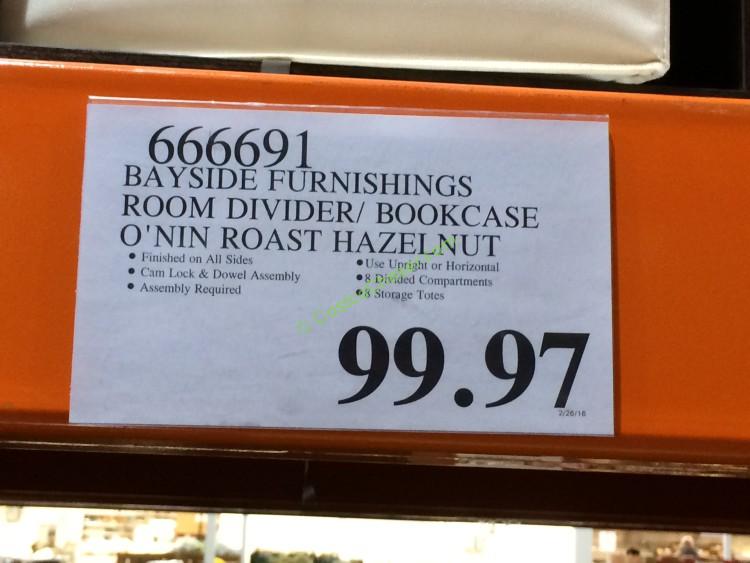 666691
BAYSIDE FURNISHINGS
ROOM DIVIDER/ BOOKCASE
O'NIN ROAST HAZELNUT
• Finished on All Sides
• Cam Lock & Dowel Assembly
• Assembly Required
• Use Upright or Horizontal
• 8 Divided Compartments
• 8 Storage Totes
99.97
2/26/16